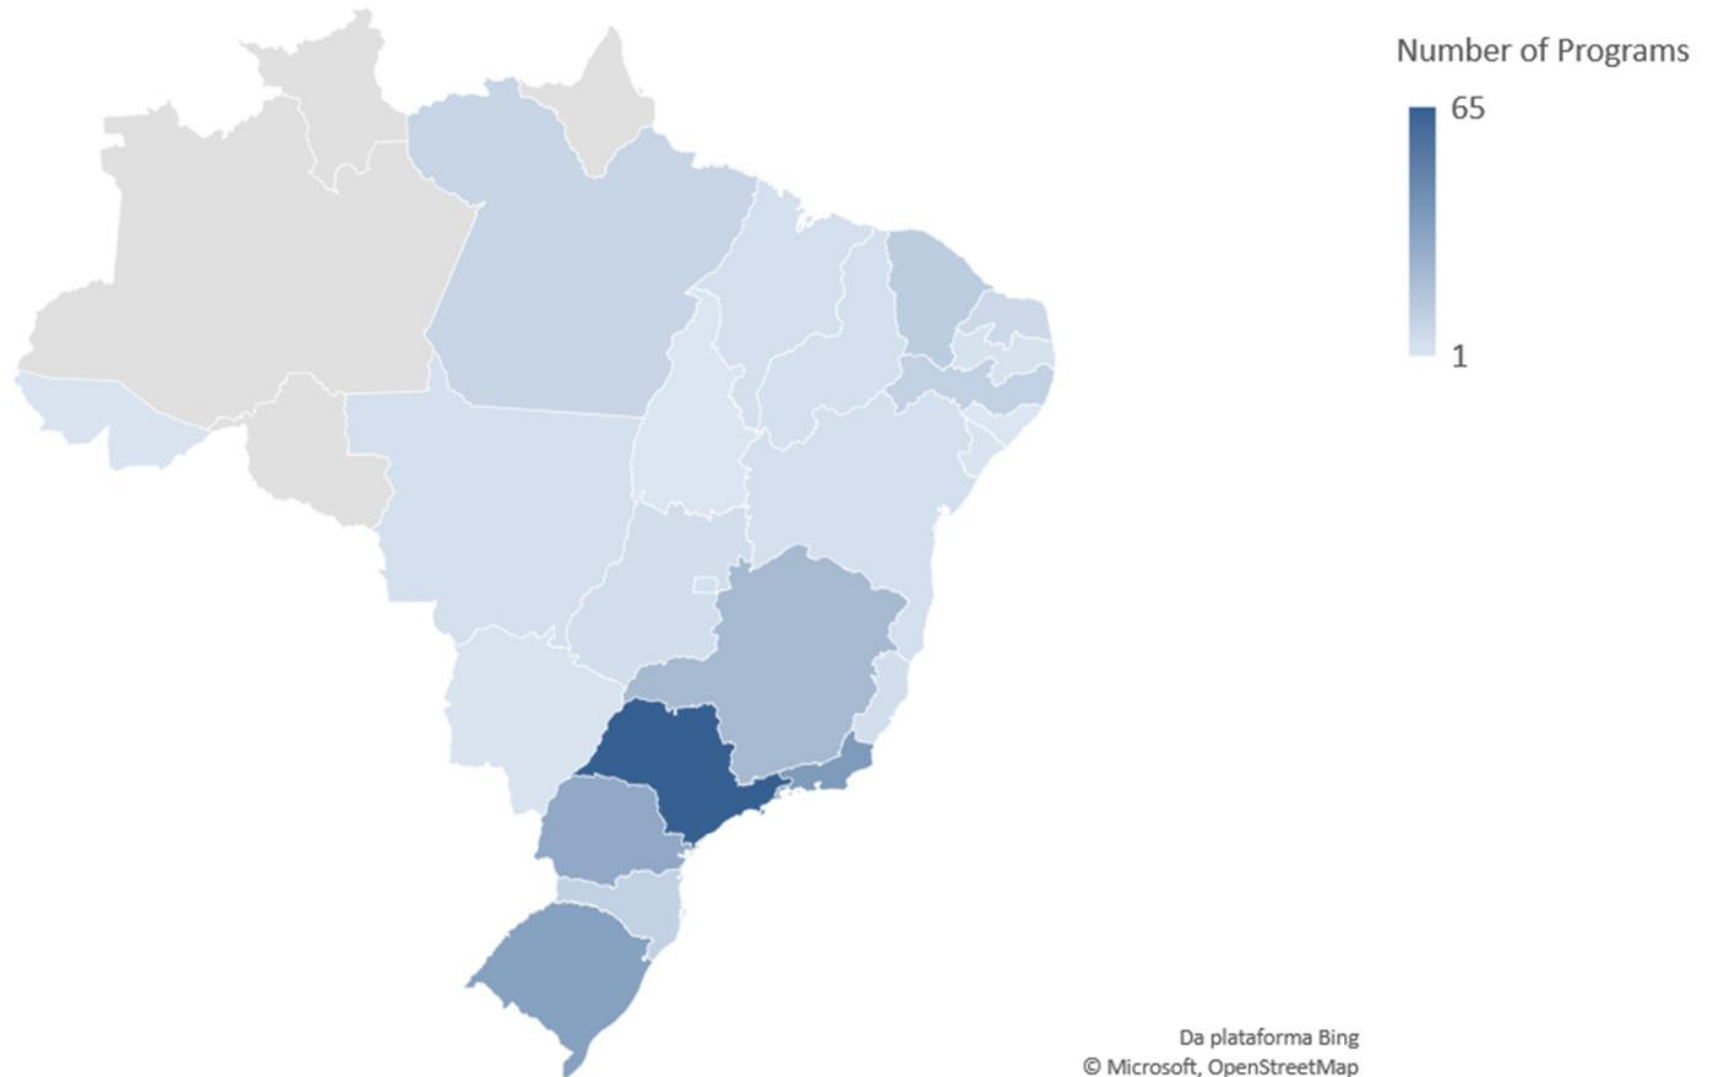 Number of Programs
65
1
Da plataforma Bing
© Microsoft, OpenStreetMap